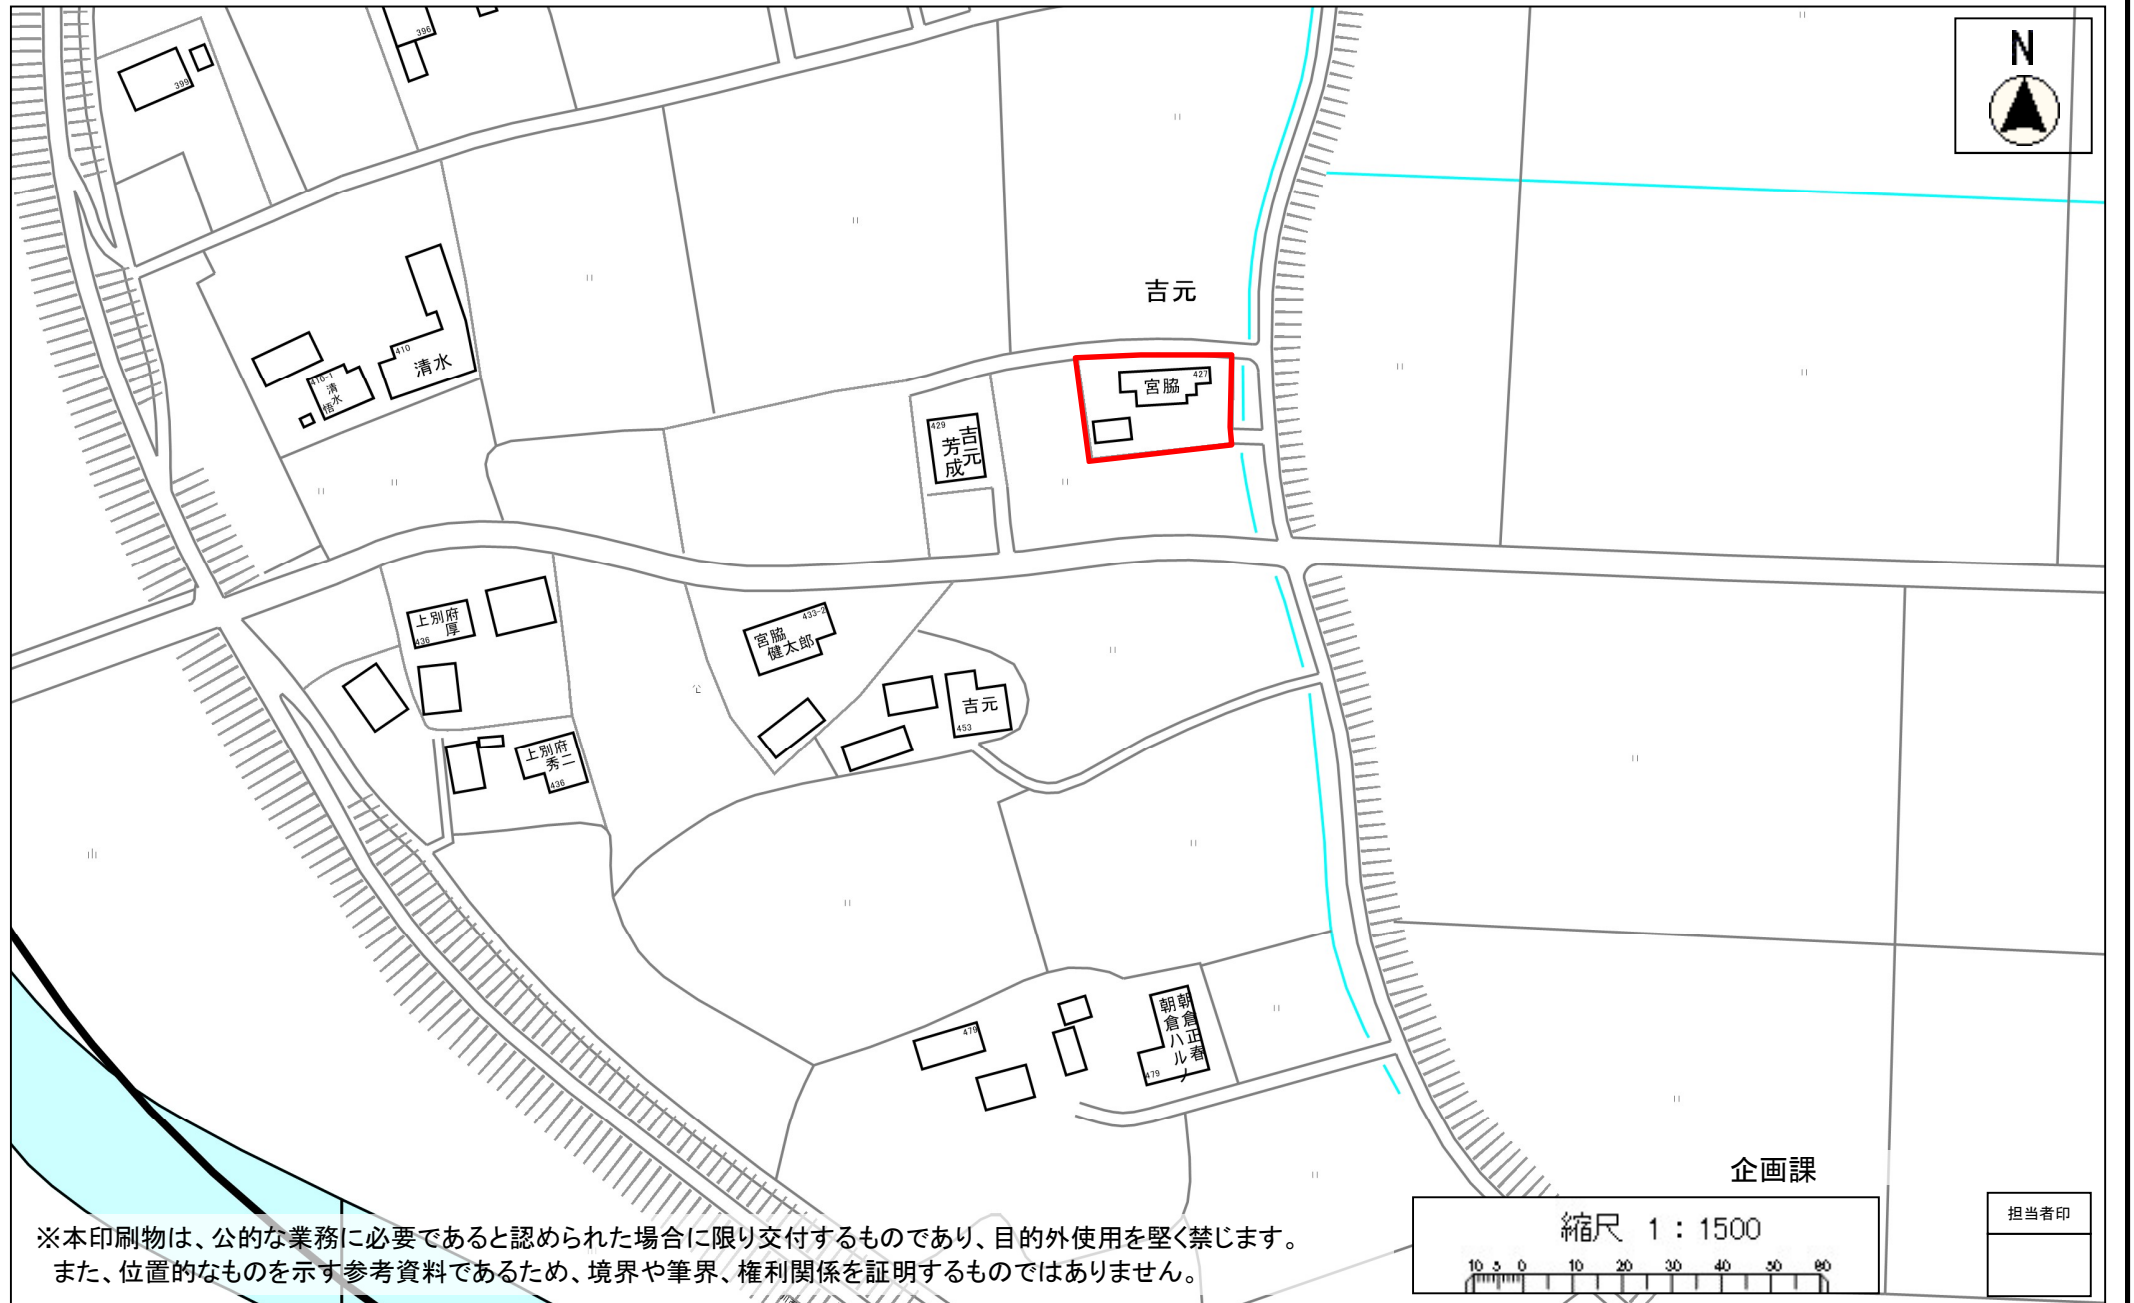 396
399
N
吉元
410
清水
410-1
清水
悟
宮脇
427
429
吉元
芳成
上別府
厚
436
宮脇
健太郎
433-2
吉元
453
上別府
秀二
436
479
朝倉正春
朝倉ハルノ
479
企画課
縮尺 1：1500
10 5 0 10 20 30 40 50 60
担当者印
※本印刷物は、公的な業務に必要であると認められた場合に限り交付するものであり、目的外使用を堅く禁じます。
また、位置的なものを示す参考資料であるため、境界や筆界、権利関係を証明するものではありません。